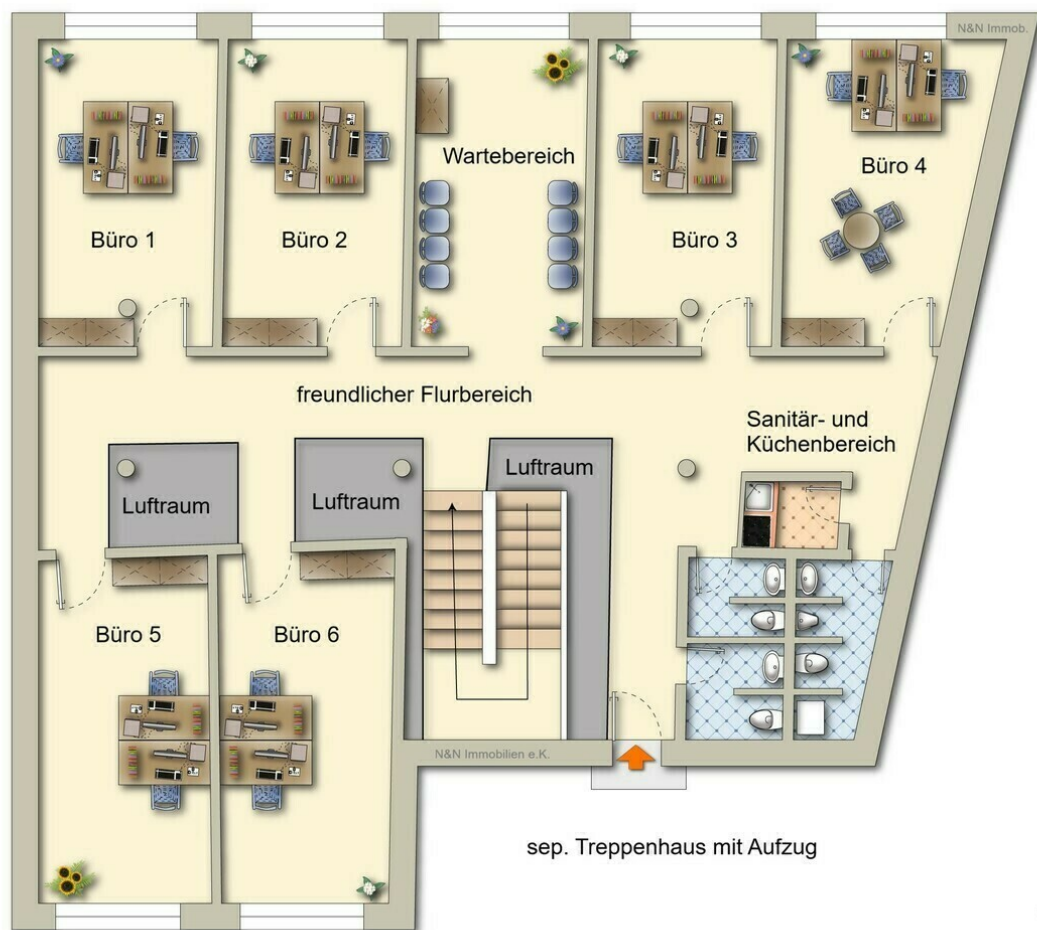 N&N Immob.
Wartebereich
Büro 4
Büro 1
Büro 2
Büro 3
freundlicher Flurbereich
Sanitär- und
Küchenbereich
Luftraum
Luftraum
Luftraum
Büro 5
Büro 6
N&N Immobilien e.K.
sep. Treppenhaus mit Aufzug